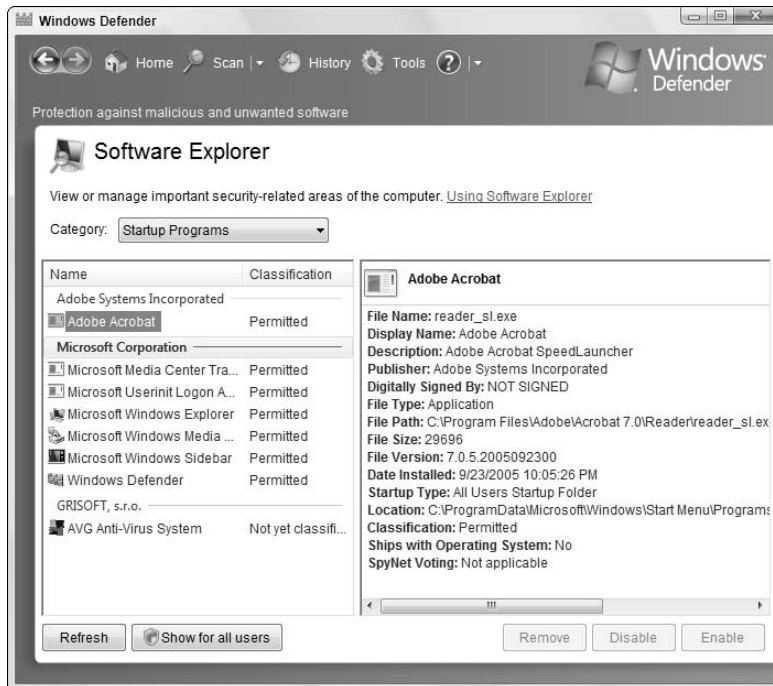 Windows Defender
Home Scan History Tools ?
Windows
Defender
Protection against malicious and unwanted software
Software Explorer
View or manage important security-related areas of the computer. Using Software Explorer
Category: Startup Programs
Name Classification
Adobe Systems Incorporated
Adobe Acrobat Permitted
Microsoft Corporation
Microsoft Media Center Tra... Permitted
Microsoft Userinit Logon A... Permitted
Microsoft Windows Explorer Permitted
Microsoft Windows Media ... Permitted
Microsoft Windows Sidebar Permitted
Windows Defender Permitted
GRISOFT, s.r.o.
AVG Anti-Virus System Not yet classifi...
Adobe Acrobat
File Name: reader_sl.exe
Display Name: Adobe Acrobat
Description: Adobe Acrobat SpeedLauncher
Publisher: Adobe Systems Incorporated
Digitally Signed By: NOT SIGNED
File Type: Application
File Path: C:\Program Files\Adobe\Acrobat 7.0\Reader\reader_sl.ex
File Size: 29696
File Version: 7.0.5.2005092300
Date Installed: 9/23/2005 10:05:26 PM
Startup Type: All Users Startup Folder
Location: C:\ProgramData\Microsoft\Windows\Start Menu\Programs
Classification: Permitted
Ships with Operating System: No
SpyNet Voting: Not applicable
Refresh Show for all users Remove Disable Enable